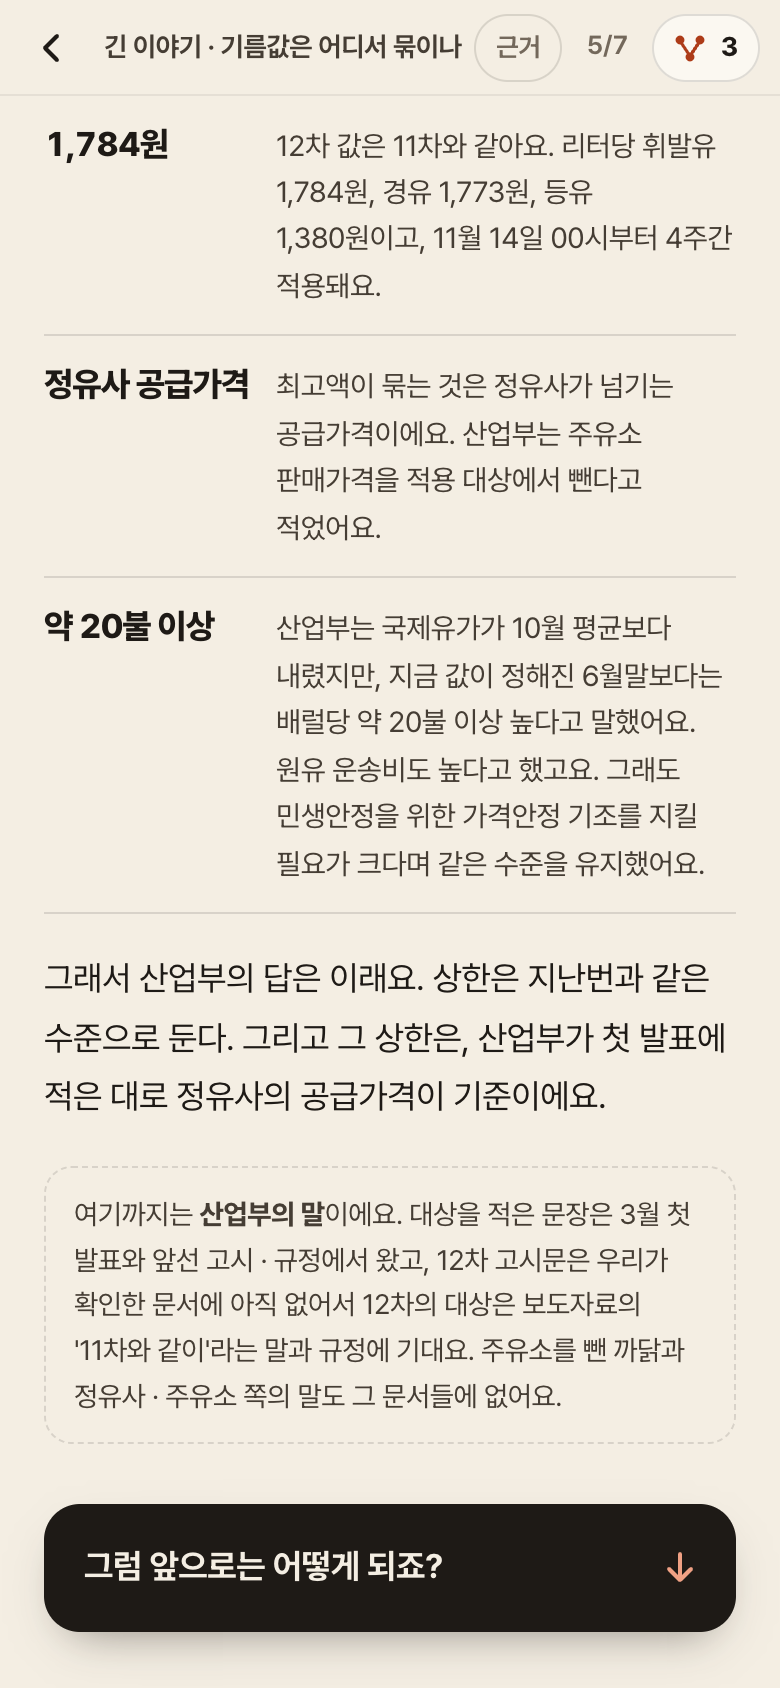 긴 이야기 · 기름값은 어디서 묶이나
근거
5/7
3
1,784원
12차 값은 11차와 같아요. 리터당 휘발유
1,784원, 경유 1,773원, 등유
1,380원이고, 11월 14일 00시부터 4주간
적용돼요.
정유사 공급가격
최고액이 묶는 것은 정유사가 넘기는
공급가격이에요. 산업부는 주유소
판매가격을 적용 대상에서 뺀다고
적었어요.
약 20불 이상
산업부는 국제유가가 10월 평균보다
내렸지만, 지금 값이 정해진 6월말보다는
배럴당 약 20불 이상 높다고 말했어요.
원유 운송비도 높다고 했고요. 그래도
민생안정을 위한 가격안정 기조를 지킬
필요가 크다며 같은 수준을 유지했어요.
그래서 산업부의 답은 이래요. 상한은 지난번과 같은
수준으로 둔다. 그리고 그 상한은, 산업부가 첫 발표에
적은 대로 정유사의 공급가격이 기준이에요.
여기까지는 산업부의 말이에요. 대상을 적은 문장은 3월 첫
발표와 앞선 고시 · 규정에서 왔고, 12차 고시문은 우리가
확인한 문서에 아직 없어서 12차의 대상은 보도자료의
'11차와 같이'라는 말과 규정에 기대요. 주유소를 뺀 까닭과
정유사 · 주유소 쪽의 말도 그 문서들에 없어요.
그럼 앞으로는 어떻게 되죠?